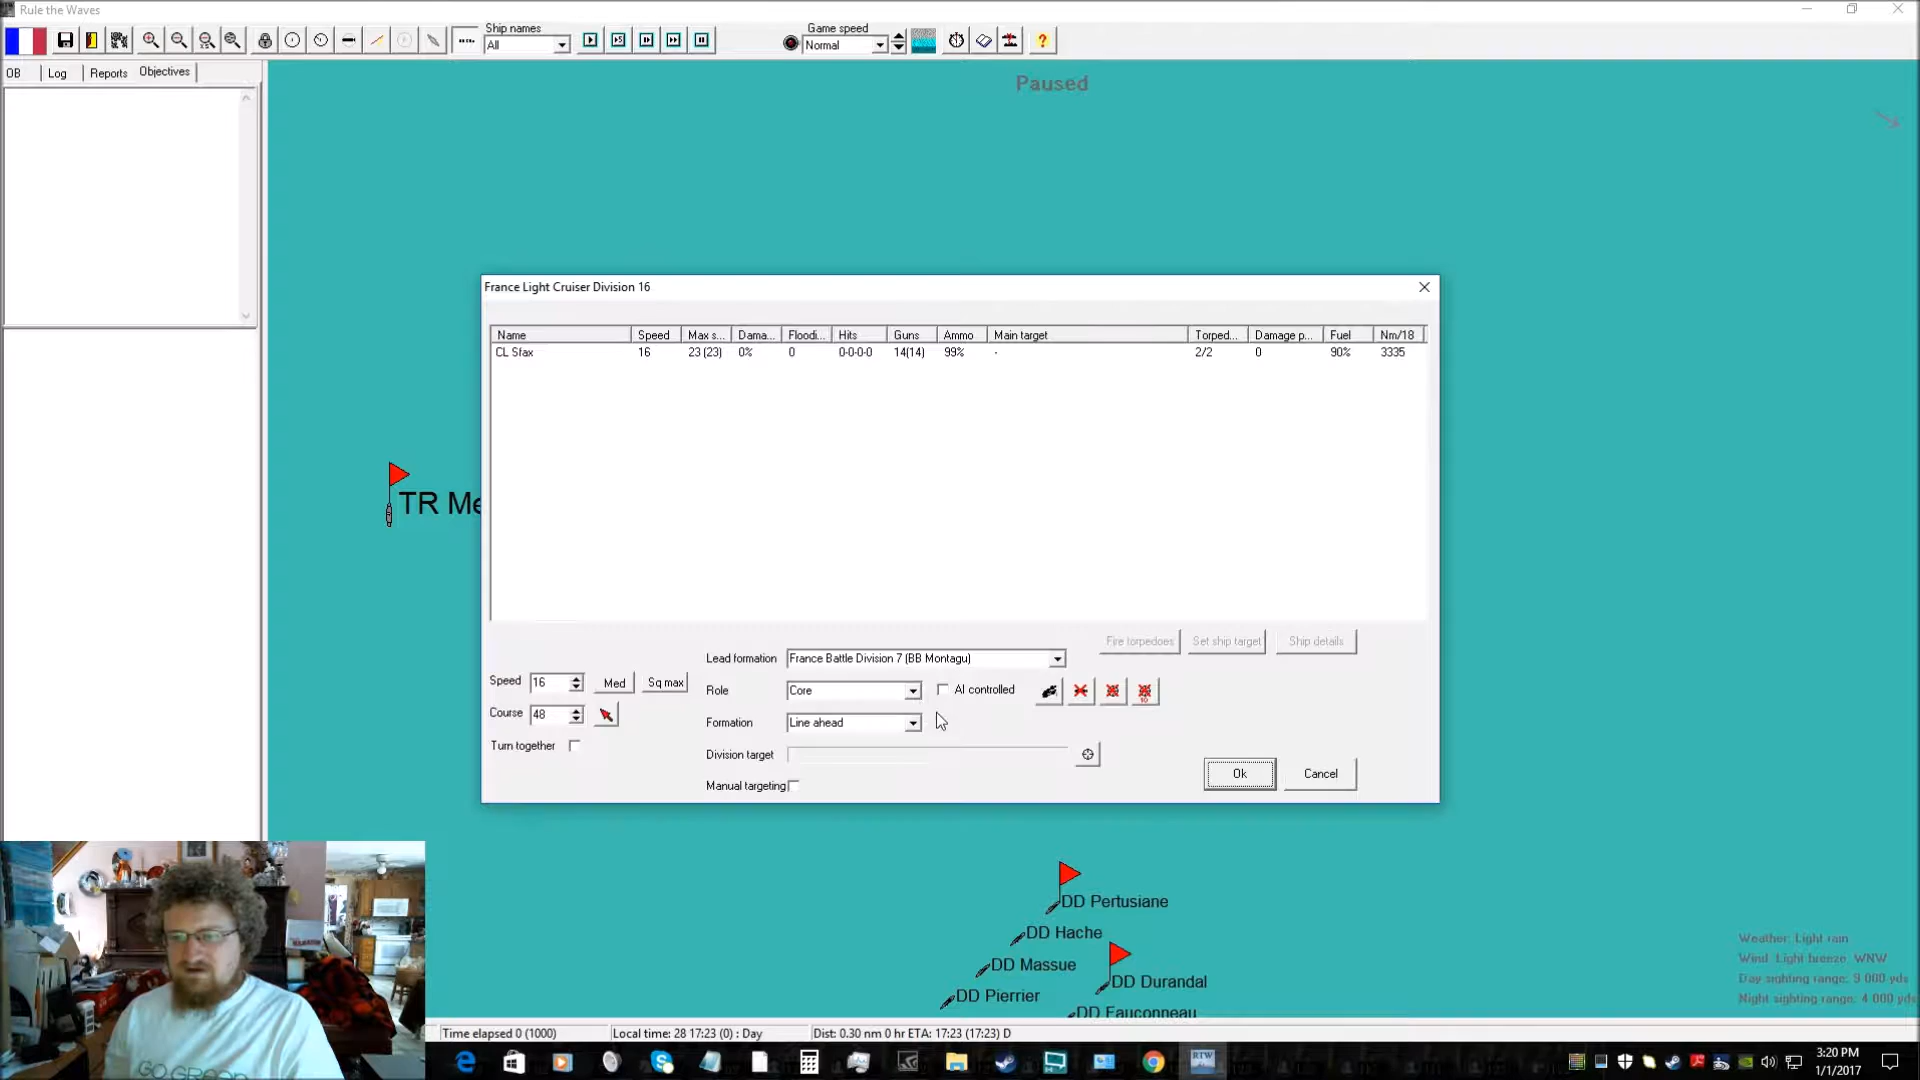 Rule the Waves
Ship names
All
Game speed
Normal
OB
Log
Reports
Objectives
Paused
France Light Cruiser Division 16
Name Speed Max s... Dama... Floodi... Hits Guns Ammo Main target Torped... Damage p... Fuel Nm/18
CL Sfax 16 23 (23) 0% 0 0-0-0-0 14(14) 99% - 2/2 0 90% 3335
TR Me
Fire torpedoes Set ship target Ship details
Lead formation France Battle Division 7 (BB Montagu)
Speed 16 Med Sq max
Role Core AI controlled
Course 48
Formation Line ahead
Turn together
Division target
Manual targeting
Ok Cancel
DD Pertusiane
DD Hache
DD Massue
DD Durandal
DD Pierrier
DD Fauconneau
Weather: Light rain
Wind: Light breeze WNW
Day sighting range: 9 000 yds
Night sighting range: 4 000 yds
GO GREEN
Time elapsed 0 (1000) Local time: 28 17:23 (0) : Day Dist: 0.30 nm 0 hr ETA: 17:23 (17:23) D
RTW
3:20 PM
1/1/2017